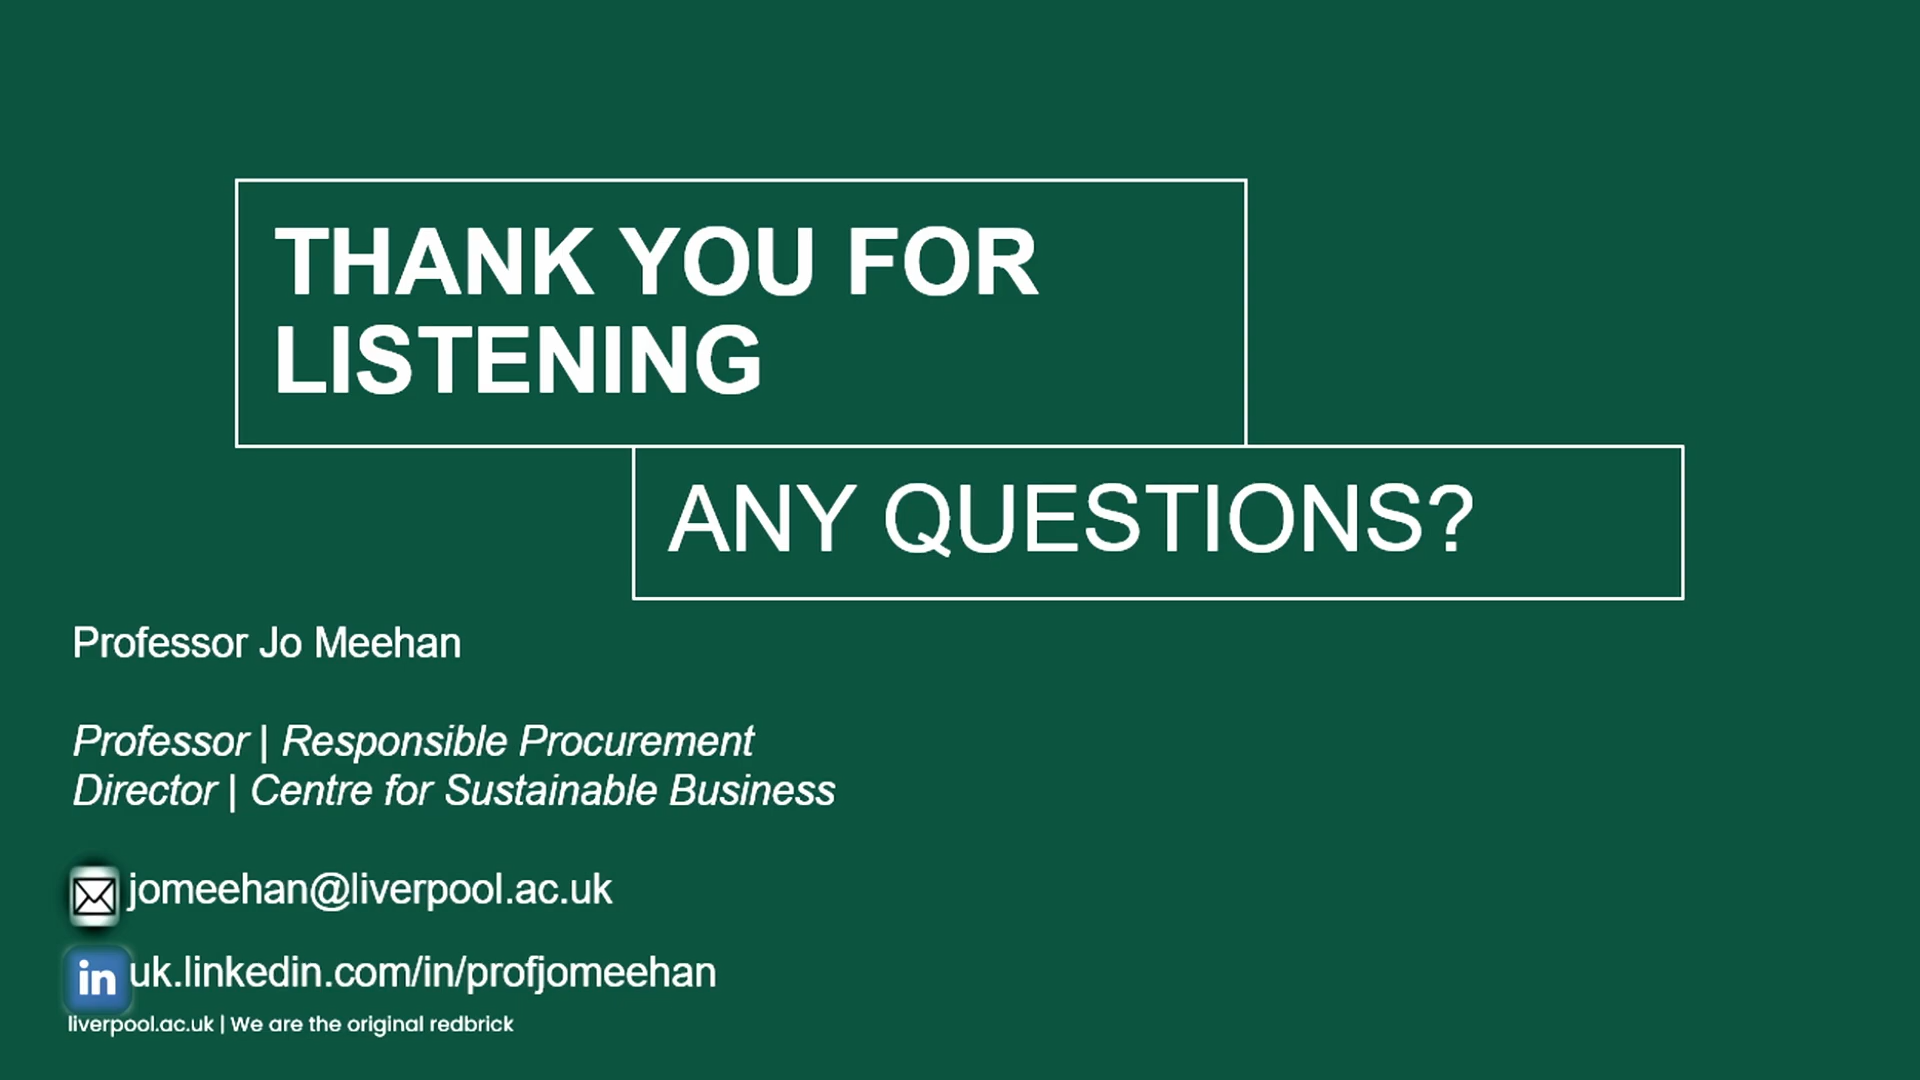 THANK YOU FOR
LISTENING
ANY QUESTIONS?
Professor Jo Meehan
Professor | Responsible Procurement
Director | Centre for Sustainable Business
jomeehan@liverpool.ac.uk
in uk.linkedin.com/in/profjomeehan
liverpool.ac.uk | We are the original redbrick